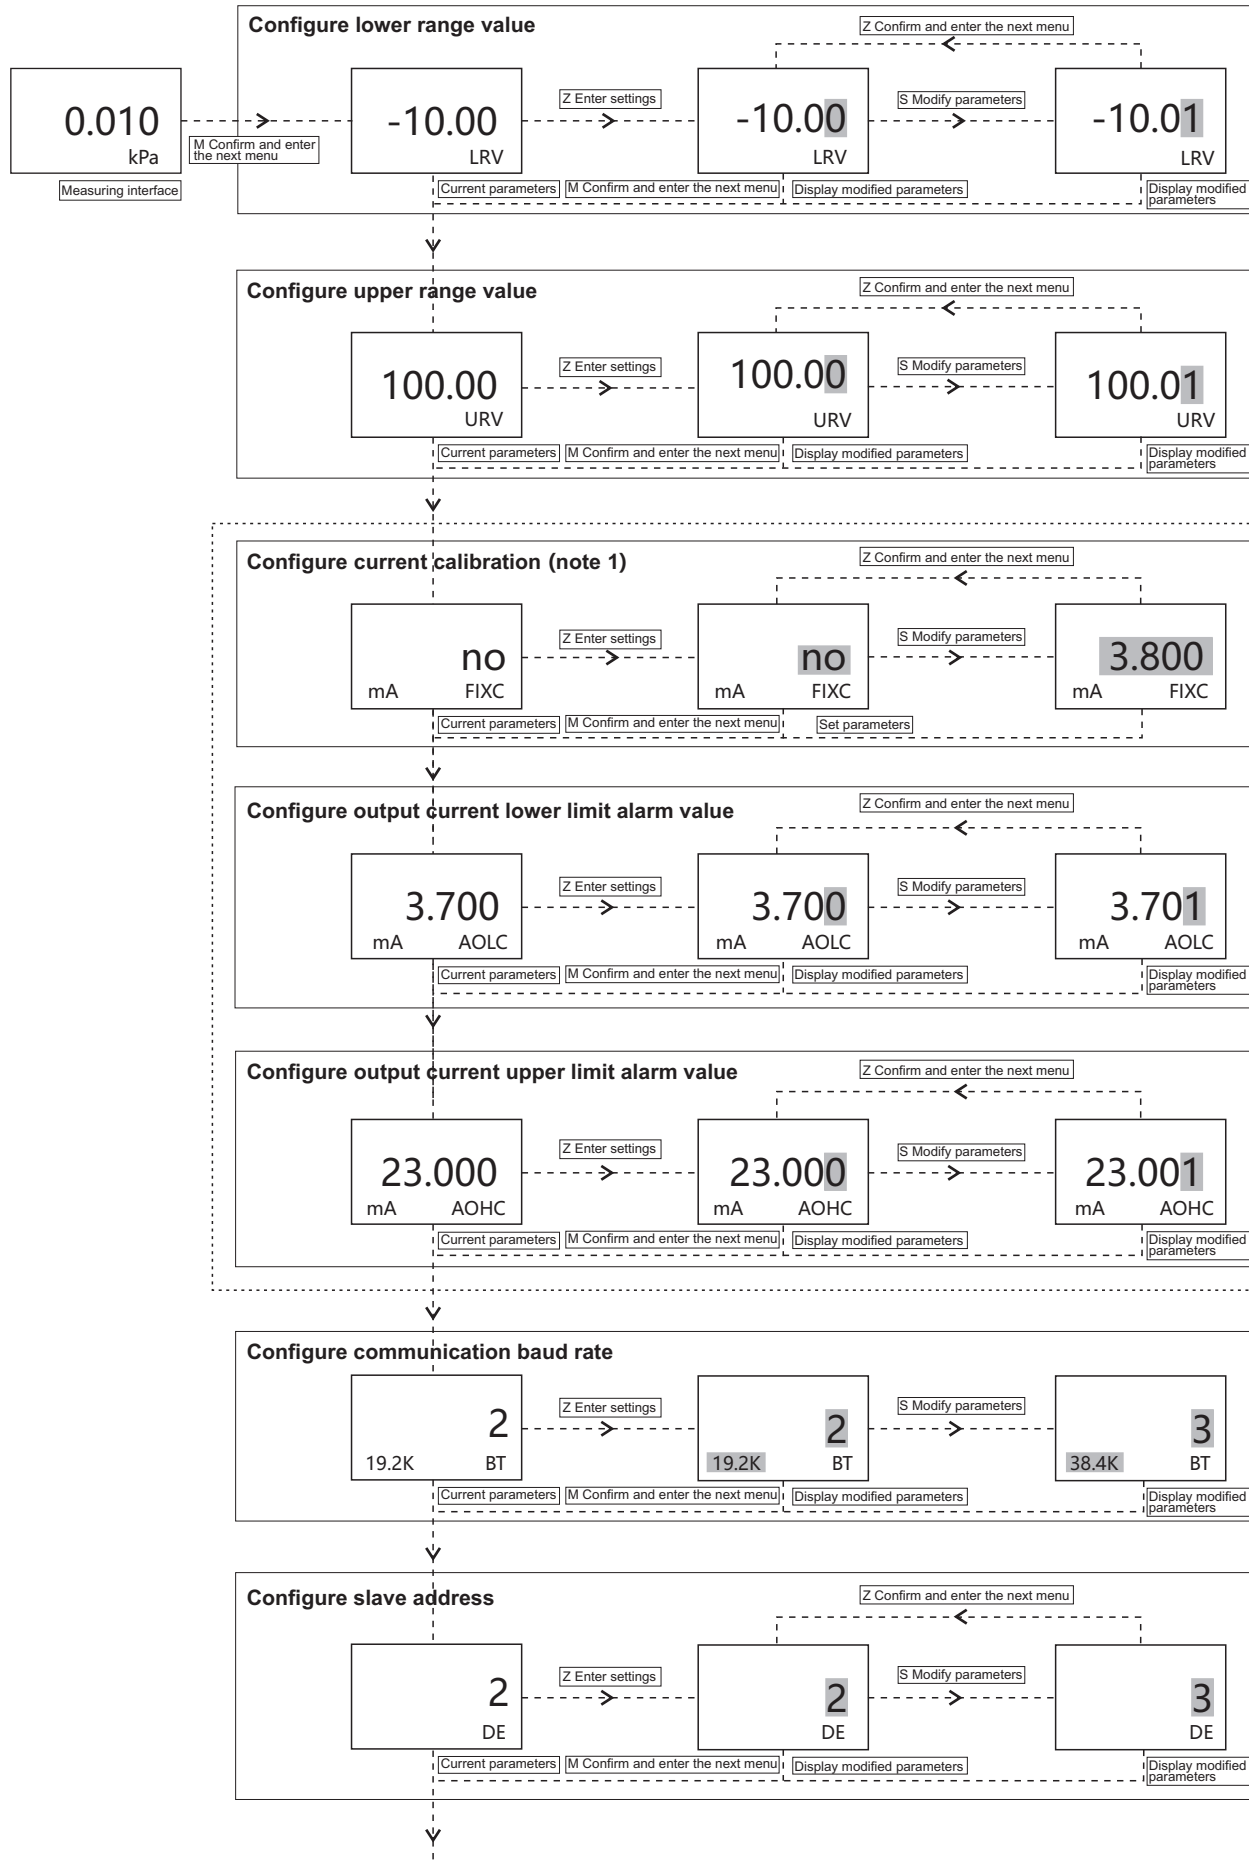 Configure lower range value
Z Confirm and enter the next menu
0.010
kPa
Measuring interface
M Confirm and enter
the next menu
-10.00
LRV
Z Enter settings
-10.00
LRV
S Modify parameters
-10.01
LRV
Current parameters
M Confirm and enter the next menu
Display modified parameters
Display modified
parameters
Configure upper range value
Z Confirm and enter the next menu
100.00
URV
Z Enter settings
100.00
URV
S Modify parameters
100.01
URV
Current parameters
M Confirm and enter the next menu
Display modified parameters
Display modified
parameters
Configure current calibration (note 1)
Z Confirm and enter the next menu
no
mA FIXC
Z Enter settings
no
mA FIXC
S Modify parameters
3.800
mA FIXC
Current parameters
M Confirm and enter the next menu
Set parameters
Configure output current lower limit alarm value
Z Confirm and enter the next menu
3.700
mA AOLC
Z Enter settings
3.700
mA AOLC
S Modify parameters
3.701
mA AOLC
Current parameters
M Confirm and enter the next menu
Display modified parameters
Display modified
parameters
Configure output current upper limit alarm value
Z Confirm and enter the next menu
23.000
mA AOHC
Z Enter settings
23.000
mA AOHC
S Modify parameters
23.001
mA AOHC
Current parameters
M Confirm and enter the next menu
Display modified parameters
Display modified
parameters
Configure communication baud rate
2
19.2K BT
Z Enter settings
2
19.2K BT
S Modify parameters
3
38.4K BT
Current parameters
M Confirm and enter the next menu
Display modified parameters
Display modified
parameters
Configure slave address
Z Confirm and enter the next menu
2
DE
Z Enter settings
2
DE
S Modify parameters
3
DE
Current parameters
M Confirm and enter the next menu
Display modified parameters
Display modified
parameters